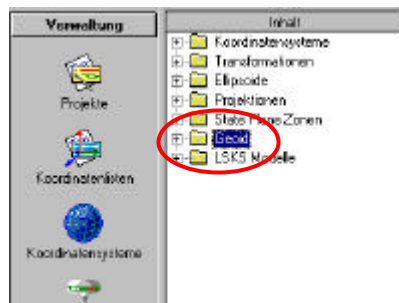 Verwaltung
Projekte
Koordinatenlisten
Koordinatensysteme
Inhalt
Koordinatensysteme
Transformationen
Ellipsoide
Projektionen
State Plane Zonen
Geoid
LSKS Modelle